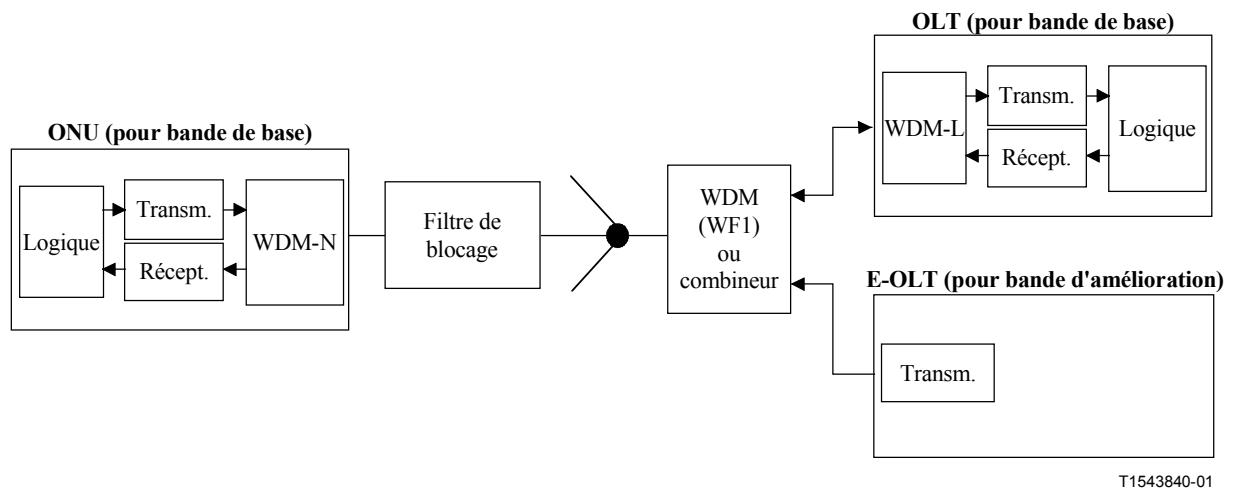 OLT (pour bande de base)
WDM-L
Transm.
Récept.
Logique
ONU (pour bande de base)
Logique
Transm.
Récept.
WDM-N
Filtre de
blocage
WDM
(WF1)
ou
combineur
E-OLT (pour bande d'amélioration)
Transm.
T1543840-01